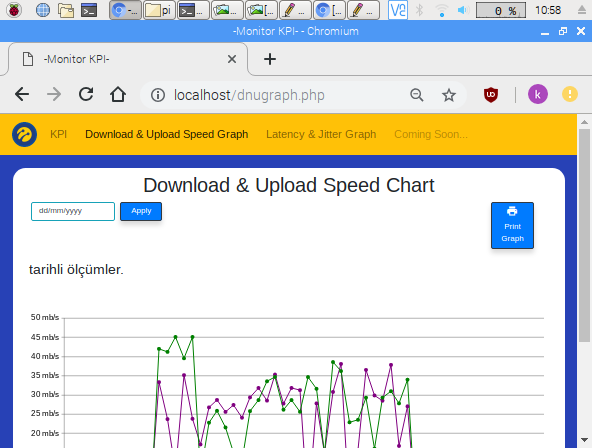 pi
[...
[...
VE
0 %
10:58
-Monitor KPI- - Chromium
-Monitor KPI-
localhost/dnugraph.php
k
KPI
Download & Upload Speed Graph
Latency & Jitter Graph
Coming Soon...
Download & Upload Speed Chart
dd/mm/yyyy
Apply
Print
Graph
tarihli ölçümler.
50 mb/s
45 mb/s
40 mb/s
35 mb/s
30 mb/s
25 mb/s
20 mb/s